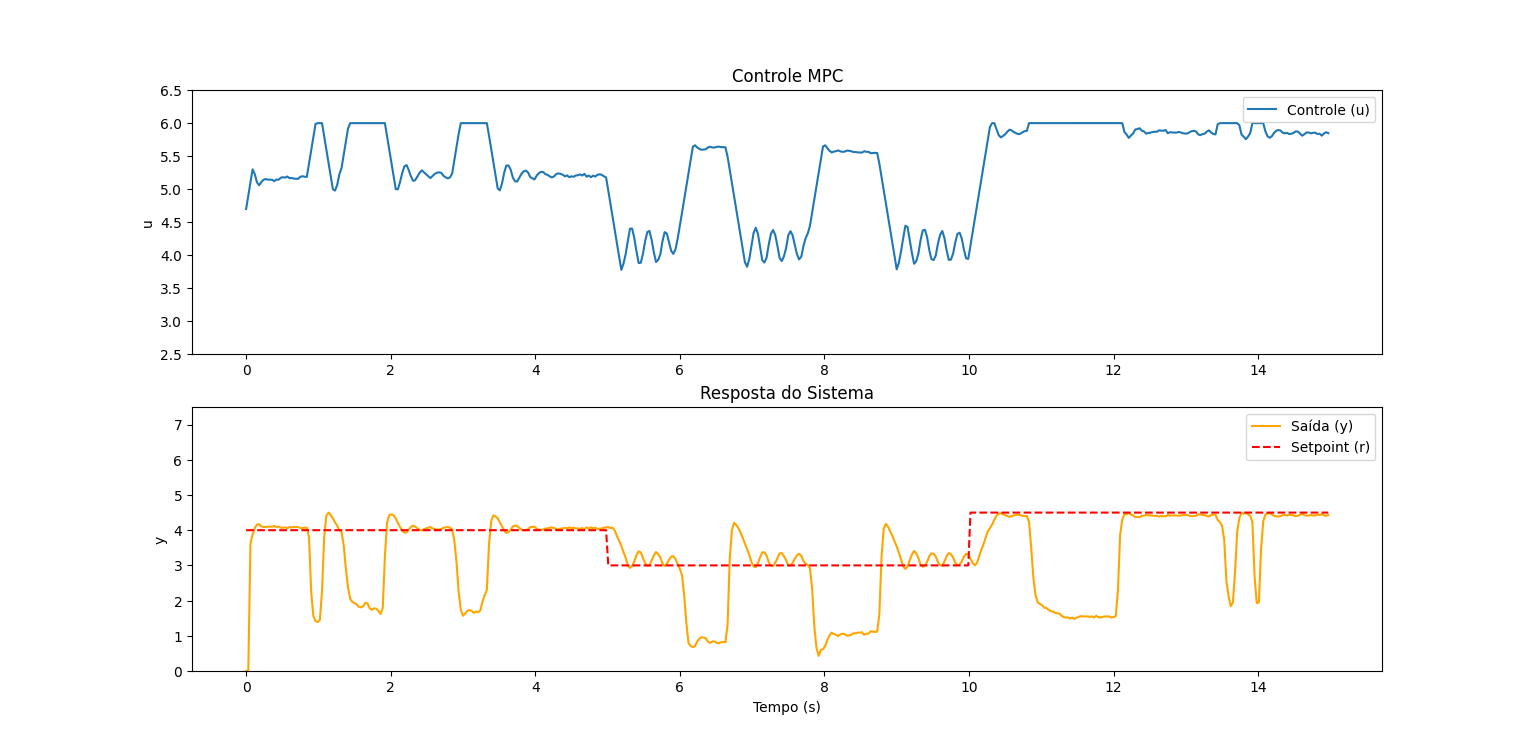 Controle MPC
6.5
6.0
5.5
5.0
4.5
4.0
3.5
3.0
2.5
u
Controle (u)
0 2 4 6 8 10 12 14
Resposta do Sistema
7
6
5
4
3
2
1
0
y
Saída (y)
Setpoint (r)
0 2 4 6 8 10 12 14
Tempo (s)